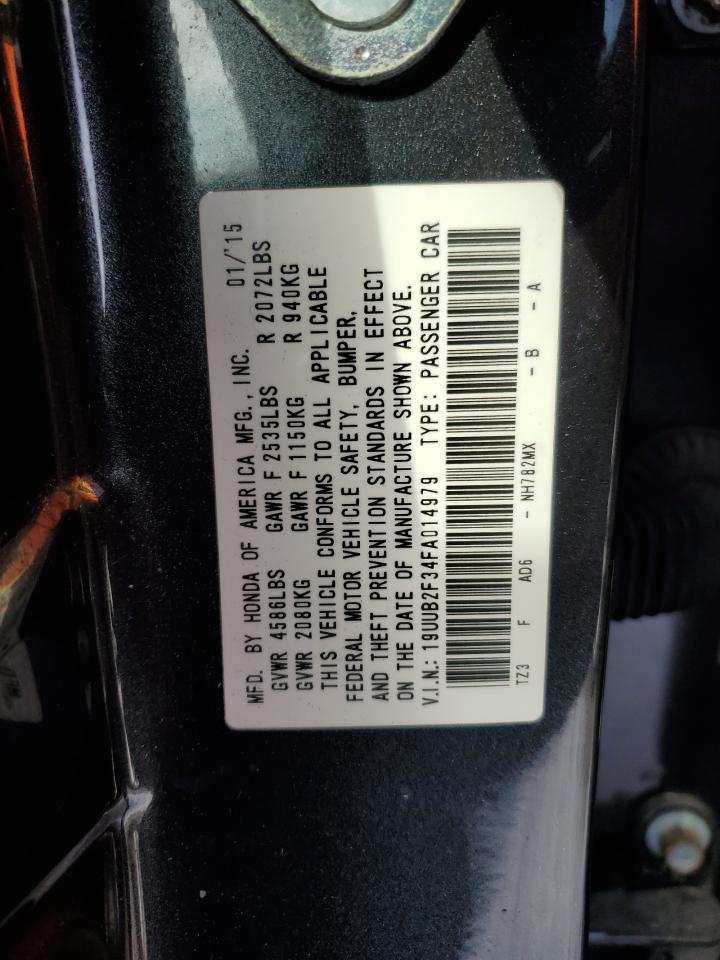 MFD. BY HONDA OF AMERICA MFG., INC. 01/'15
GVWR 4586LBS GAWR F 2535LBS R 2072LBS
GVWR 2080KG GAWR F 1150KG R 940KG
THIS VEHICLE CONFORMS TO ALL APPLICABLE
FEDERAL MOTOR VEHICLE SAFETY, BUMPER,
AND THEFT PREVENTION STANDARDS IN EFFECT
ON THE DATE OF MANUFACTURE SHOWN ABOVE.
V.I.N.: 19UUB2F34FA014979 TYPE: PASSENGER CAR
TZ3 F AD6 - NH782MX - B - A